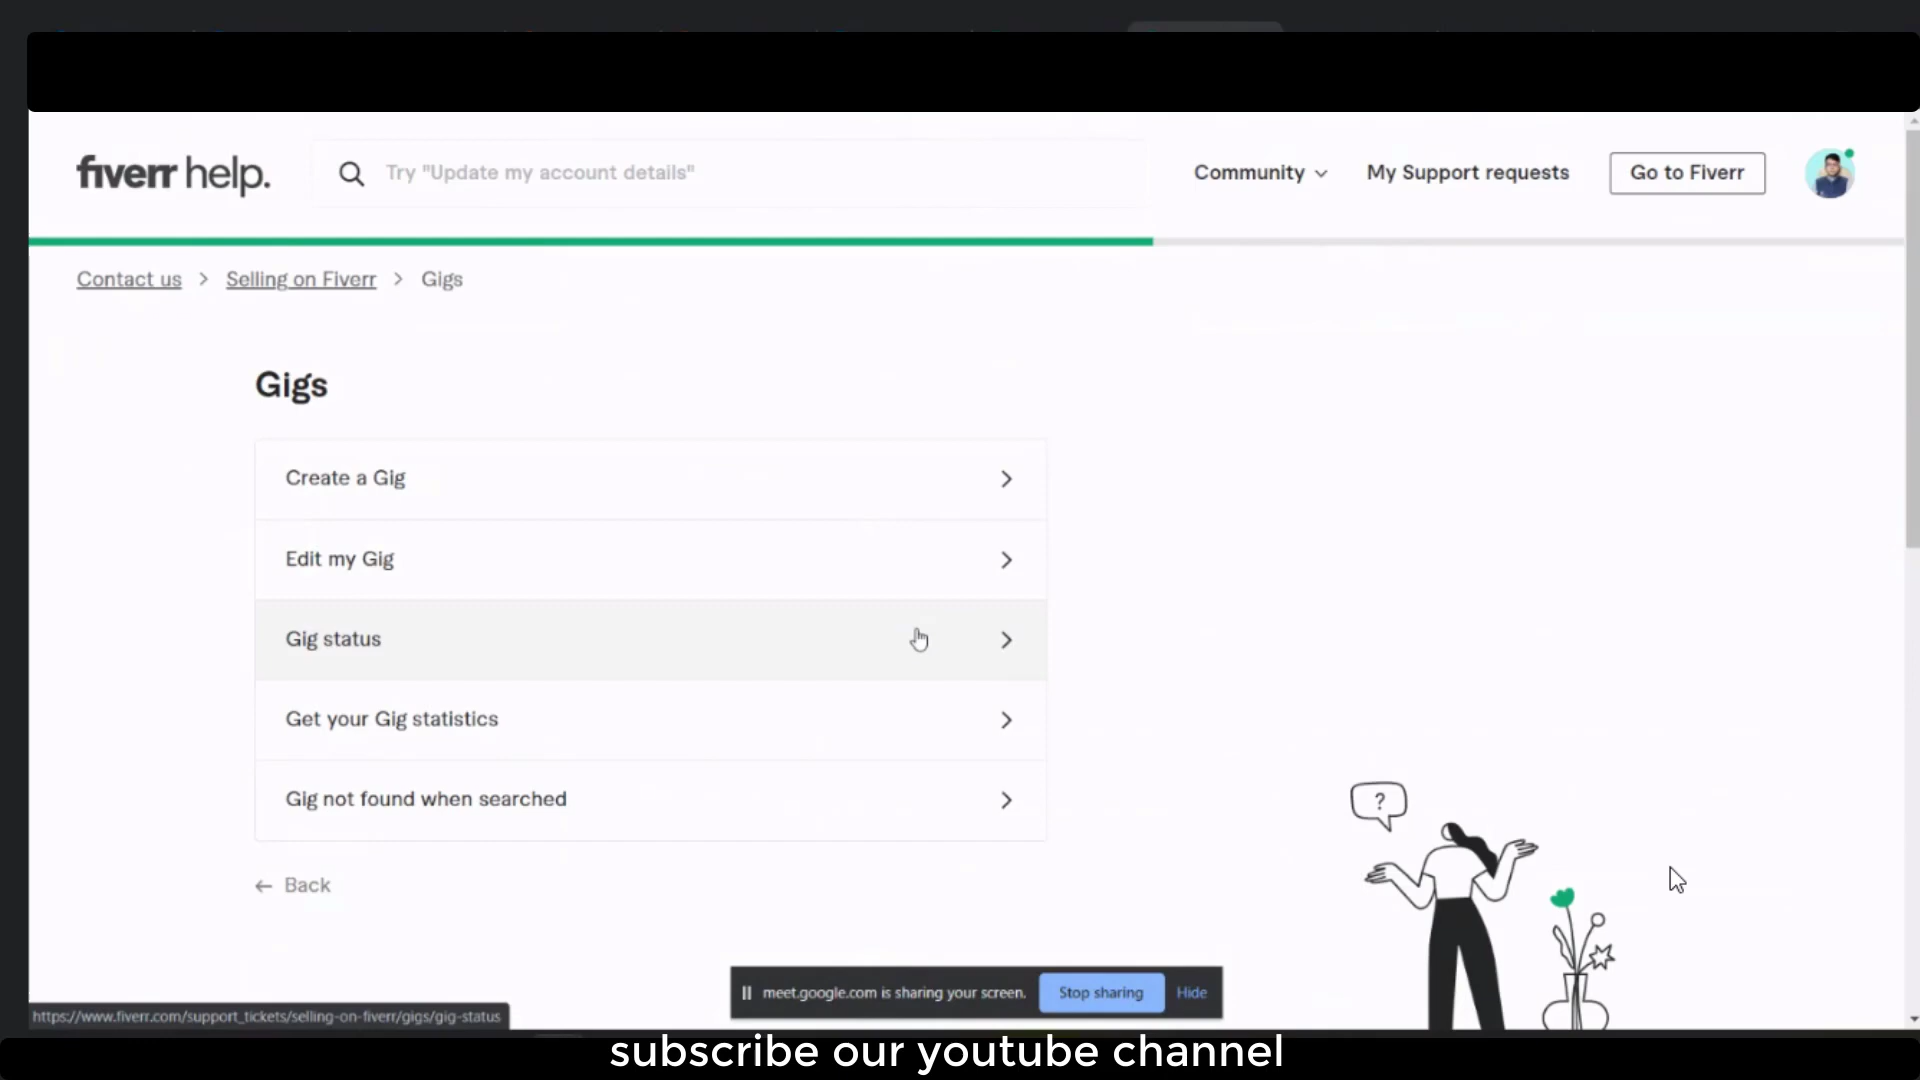 fiverr help.
Try "Update my account details"
Community
My Support requests
Go to Fiverr
Contact us > Selling on Fiverr > Gigs
Gigs
Create a Gig
Edit my Gig
Gig status
Get your Gig statistics
Gig not found when searched
← Back
?
meet.google.com is sharing your screen.
Stop sharing
Hide
https://www.fiverr.com/support_tickets/selling-on-fiverr/gigs/gig-status
subscribe our youtube channel